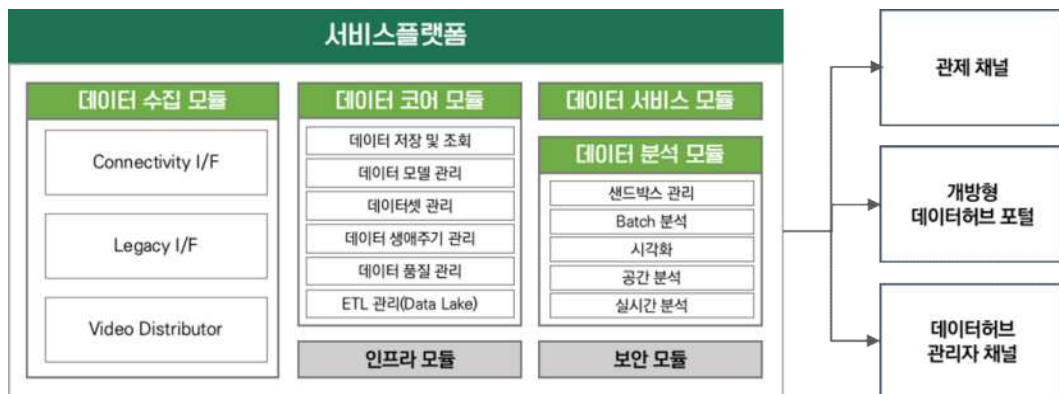 서비스플랫폼
데이터 수집 모듈
Connectivity I/F
Legacy I/F
Video Distributor
데이터 코어 모듈
데이터 저장 및 조회
데이터 모델 관리
데이터셋 관리
데이터 생애주기 관리
데이터 품질 관리
ETL 관리(Data Lake)
인프라 모듈
데이터 서비스 모듈
데이터 분석 모듈
샌드박스 관리
Batch 분석
시각화
공간 분석
실시간 분석
보안 모듈
관제 채널
개방형
데이터허브 포털
데이터허브
관리자 채널